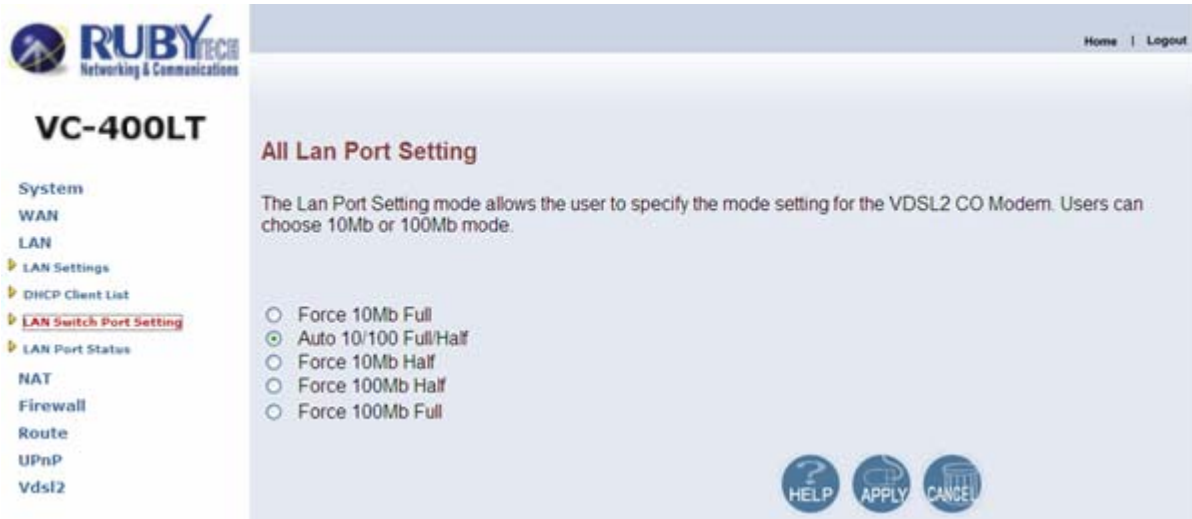 RUBYTECH
Networking & Communications
Home | Logout
VC-400LT
System
WAN
LAN
LAN Settings
DHCP Client List
LAN Switch Port Setting
LAN Port Status
NAT
Firewall
Route
UPnP
Vdsl2
All Lan Port Setting
The Lan Port Setting mode allows the user to specify the mode setting for the VDSL2 CO Modem. Users can
choose 10Mb or 100Mb mode.
Force 10Mb Full
Auto 10/100 Full/Half
Force 10Mb Half
Force 100Mb Half
Force 100Mb Full
HELP
APPLY
CANCEL